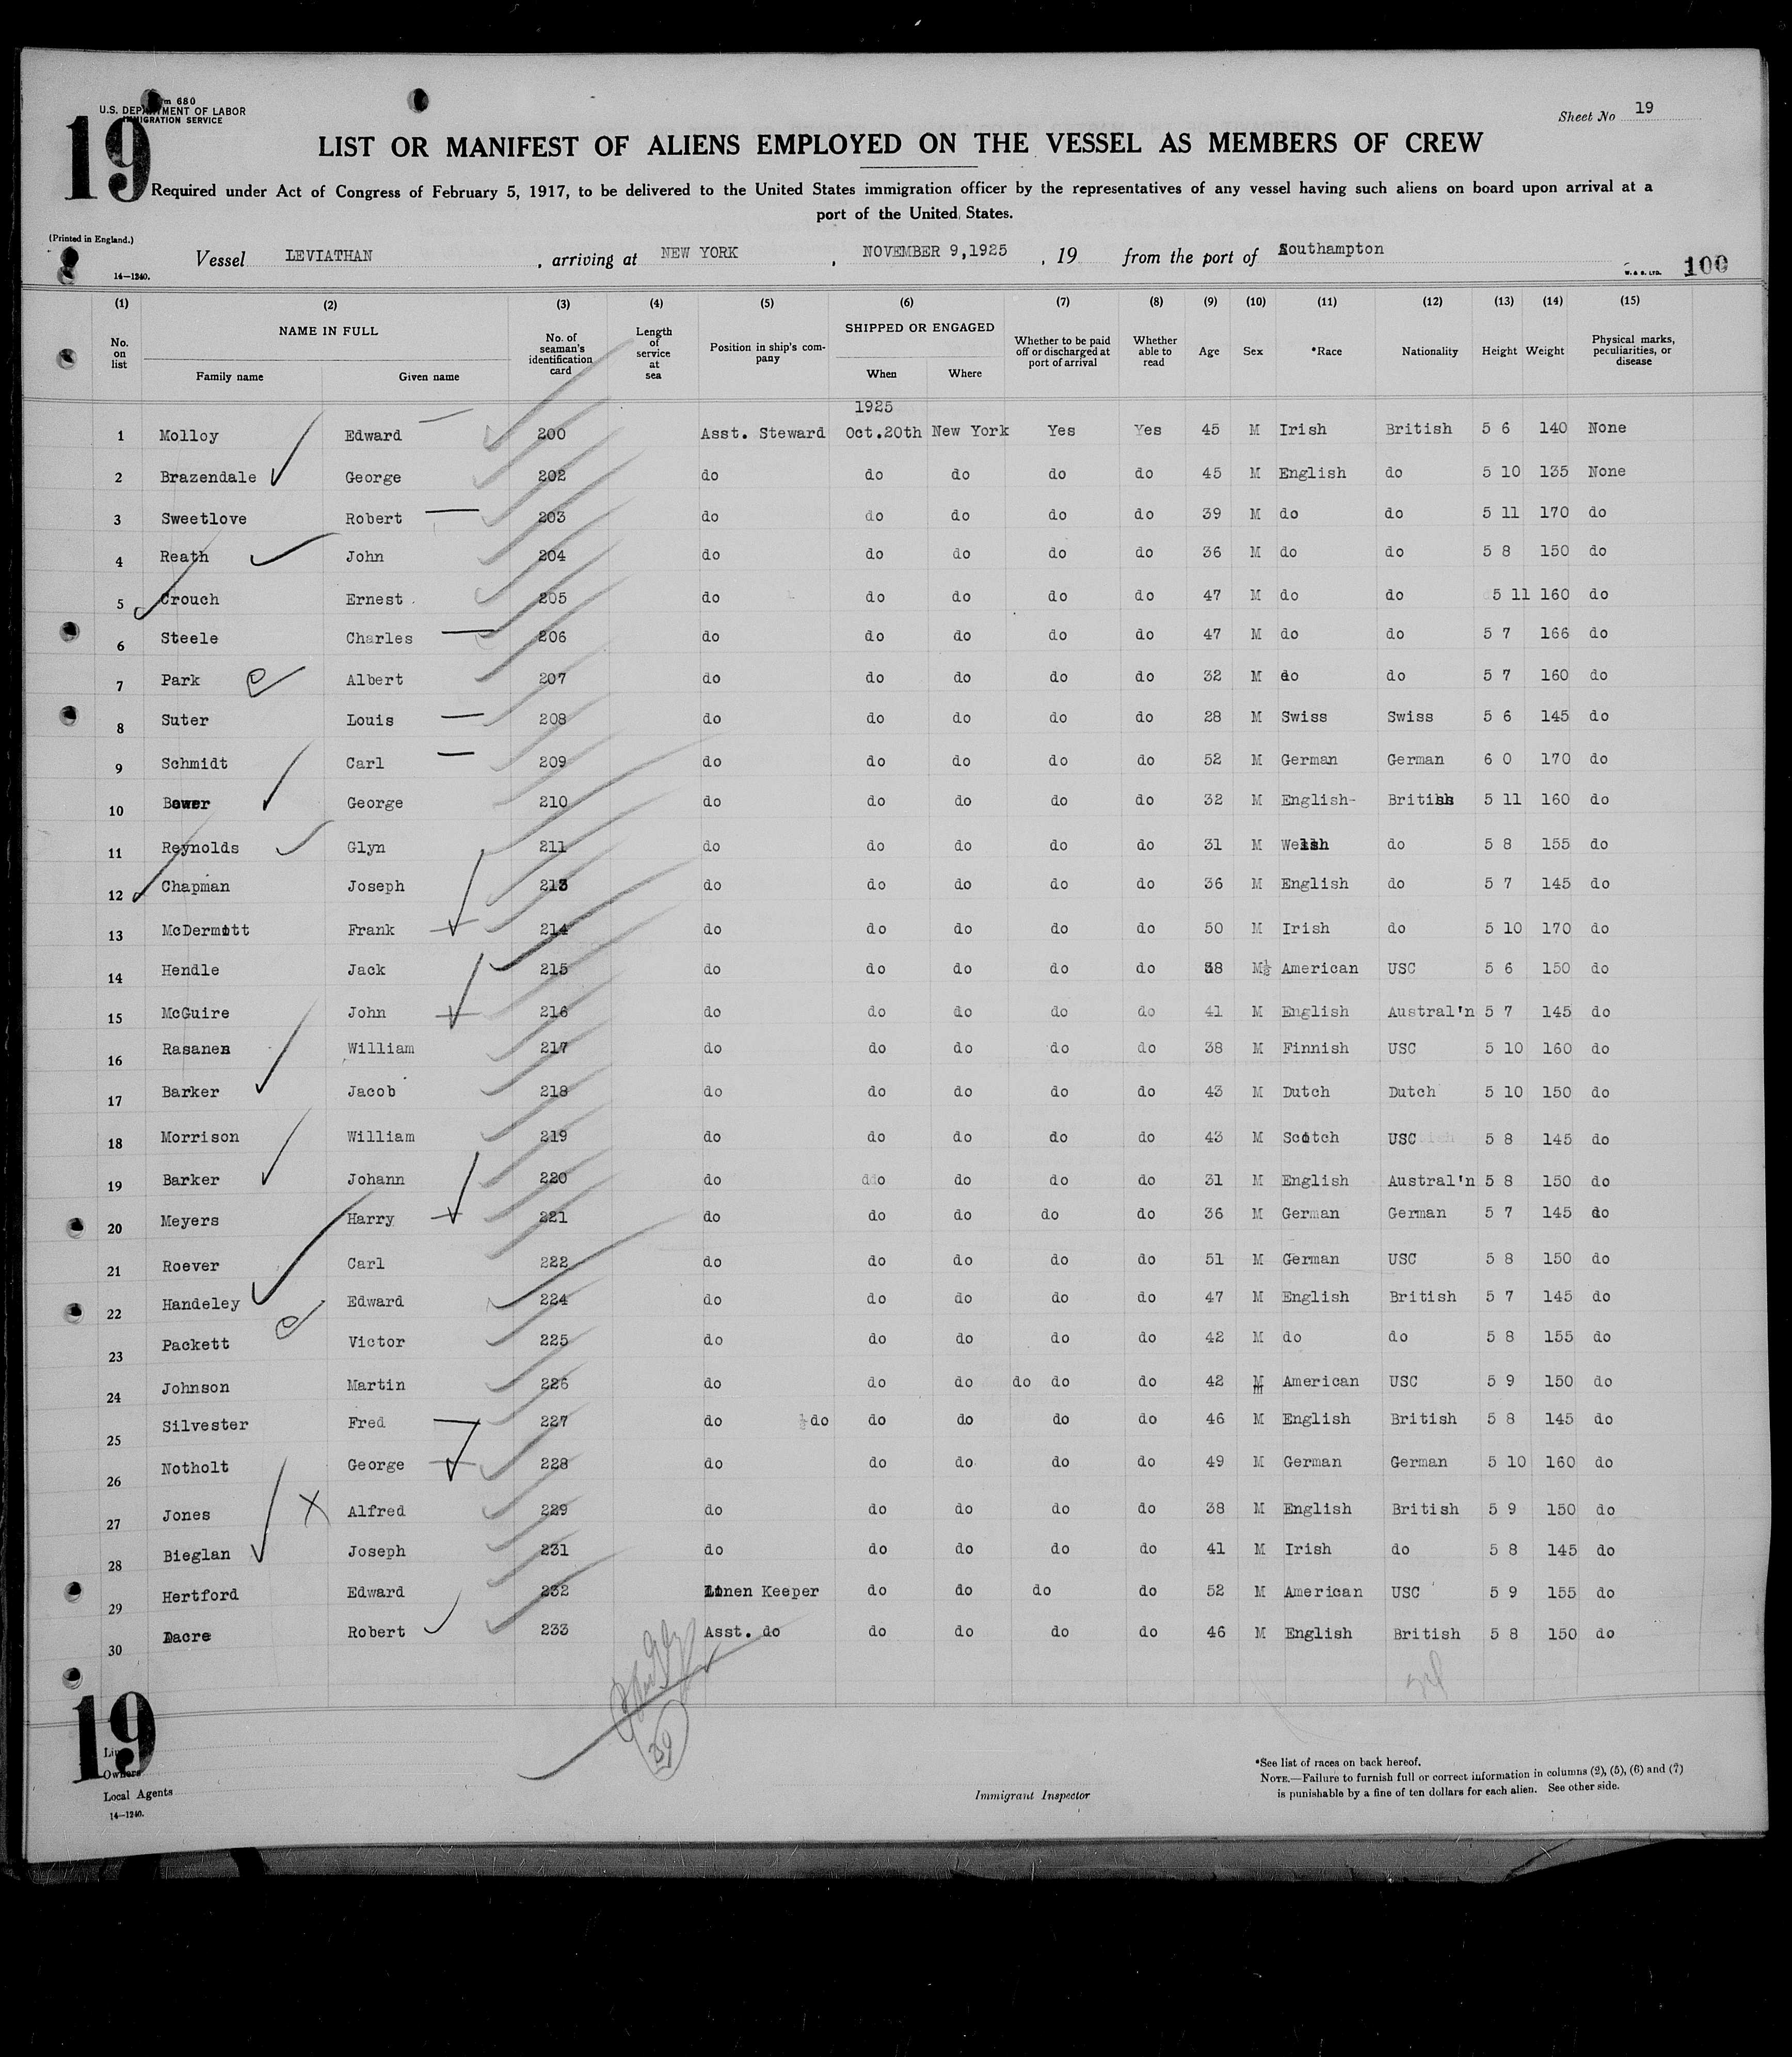 Form 680
U.S. DEPARTMENT OF LABOR
IMMIGRATION SERVICE
19
Sheet No 19
LIST OR MANIFEST OF ALIENS EMPLOYED ON THE VESSEL AS MEMBERS OF CREW
Required under Act of Congress of February 5, 1917, to be delivered to the United States immigration officer by the representatives of any vessel having such aliens on board upon arrival at a
port of the United States.
(Printed in England.)
Vessel LEVIATHAN , arriving at NEW YORK , NOVEMBER 9,1925 , 19 from the port of Southampton
14—1240. W. & S. LTD. 100
(1) (2) (3) (4) (5) (6) (7) (8) (9) (10) (11) (12) (13) (14) (15)
No. on list NAME IN FULL Family name Given name No. of seaman's identification card Length of service at sea Position in ship's company SHIPPED OR ENGAGED When Where Whether to be paid off or discharged at port of arrival Whether able to read Age Sex *Race Nationality Height Weight Physical marks, peculiarities, or disease
1925
1 Molloy Edward 200 Asst. Steward Oct.20th New York Yes Yes 45 M Irish British 5 6 140 None
2 Brazendale George 202 do do do do do 45 M English do 5 10 135 None
3 Sweetlove Robert 203 do do do do do 39 M do do 5 11 170 do
4 Reath John 204 do do do do do 36 M do do 5 8 150 do
5 Crouch Ernest 205 do do do do do 47 M do do 5 11 160 do
6 Steele Charles 206 do do do do do 47 M do do 5 7 166 do
7 Park Albert 207 do do do do do 32 M do do 5 7 160 do
8 Suter Louis 208 do do do do do 28 M Swiss Swiss 5 6 145 do
9 Schmidt Carl 209 do do do do do 52 M German German 6 0 170 do
10 Bower George 210 do do do do do 32 M English- British 5 11 160 do
11 Reynolds Glyn 211 do do do do do 31 M Welsh do 5 8 155 do
12 Chapman Joseph 213 do do do do do 36 M English do 5 7 145 do
13 McDermott Frank 214 do do do do do 50 M Irish do 5 10 170 do
14 Hendle Jack 215 do do do do do 38 M½ American USC 5 6 150 do
15 McGuire John 216 do do do do do 41 M English Austral'n 5 7 145 do
16 Rasanen William 217 do do do do do 38 M Finnish USC 5 10 160 do
17 Barker Jacob 218 do do do do do 43 M Dutch Dutch 5 10 150 do
18 Morrison William 219 do do do do do 43 M Scotch USC 5 8 145 do
19 Barker Johann 220 do do do do do 31 M English Austral'n 5 8 150 do
20 Meyers Harry 221 do do do do do 36 M German German 5 7 145 do
21 Roever Carl 222 do do do do do 51 M German USC 5 8 150 do
22 Handeley Edward 224 do do do do do 47 M English British 5 7 145 do
23 Packett Victor 225 do do do do do 42 M do do 5 8 155 do
24 Johnson Martin 226 do do do do do do 42 M American USC 5 9 150 do
25 Silvester Fred 227 do ½do do do do do 46 M English British 5 8 145 do
26 Notholt George 228 do do do do do 49 M German German 5 10 160 do
27 Jones Alfred 229 do do do do do 38 M English British 5 9 150 do
28 Bieglan Joseph 231 do do do do do 41 M Irish do 5 8 145 do
29 Hertford Edward 232 Linen Keeper do do do do 52 M American USC 5 9 155 do
30 Dacre Robert 233 Asst. do do do do do 46 M English British 5 8 150 do
19
39
Line
Owners
Local Agents
14—1240.
Immigrant Inspector
*See list of races on back hereof.
NOTE.—Failure to furnish full or correct information in columns (2), (5), (6) and (7)
is punishable by a fine of ten dollars for each alien. See other side.